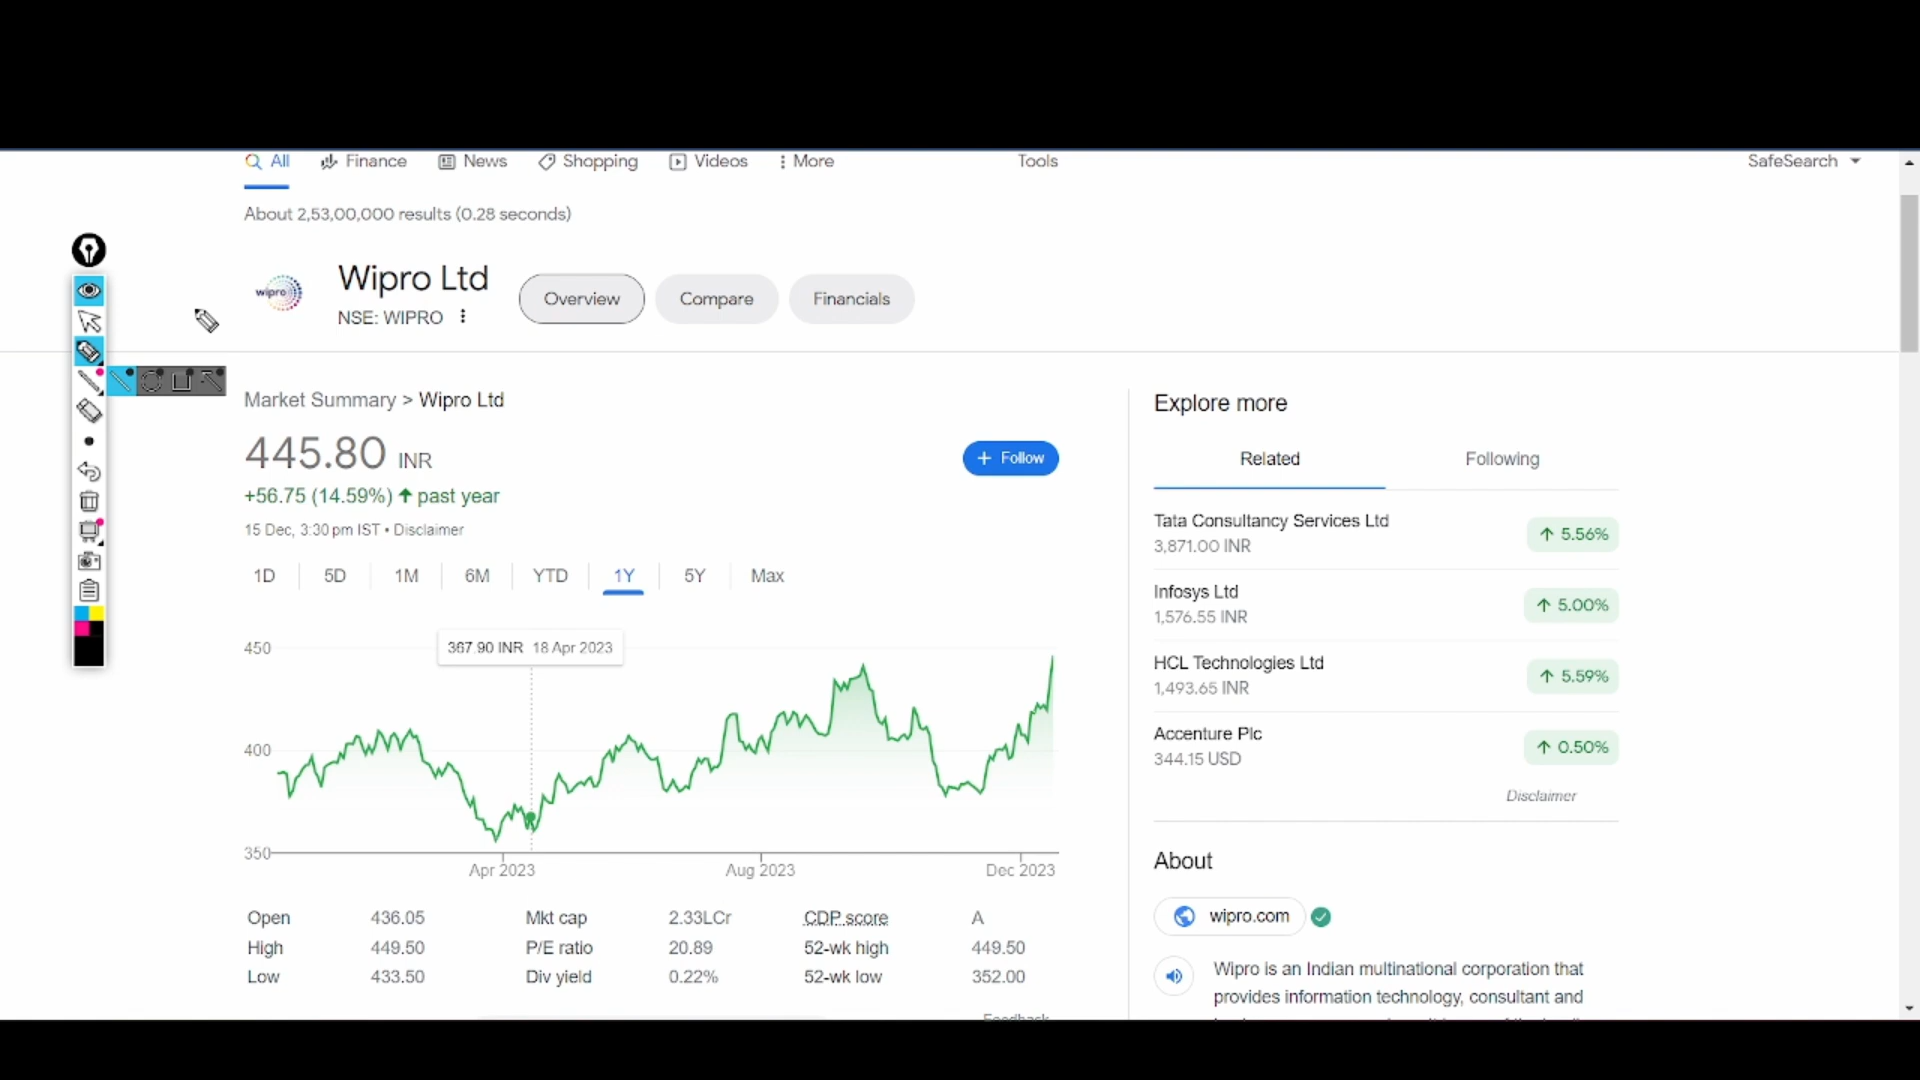 All Finance News Shopping Videos More Tools SafeSearch
About 2,53,00,000 results (0.28 seconds)
wipro
Wipro Ltd
NSE: WIPRO
Overview Compare Financials
Market Summary > Wipro Ltd
445.80 INR
+56.75 (14.59%) past year
15 Dec, 3:30 pm IST • Disclaimer
+ Follow
1D 5D 1M 6M YTD 1Y 5Y Max
367.90 INR 18 Apr 2023
450
400
350
Apr 2023 Aug 2023 Dec 2023
Open 436.05 Mkt cap 2.33LCr CDP score A
High 449.50 P/E ratio 20.89 52-wk high 449.50
Low 433.50 Div yield 0.22% 52-wk low 352.00
Feedback
Explore more
Related Following
Tata Consultancy Services Ltd
3,871.00 INR
5.56%
Infosys Ltd
1,576.55 INR
5.00%
HCL Technologies Ltd
1,493.65 INR
5.59%
Accenture Plc
344.15 USD
0.50%
Disclaimer
About
wipro.com
Wipro is an Indian multinational corporation that
provides information technology, consultant and